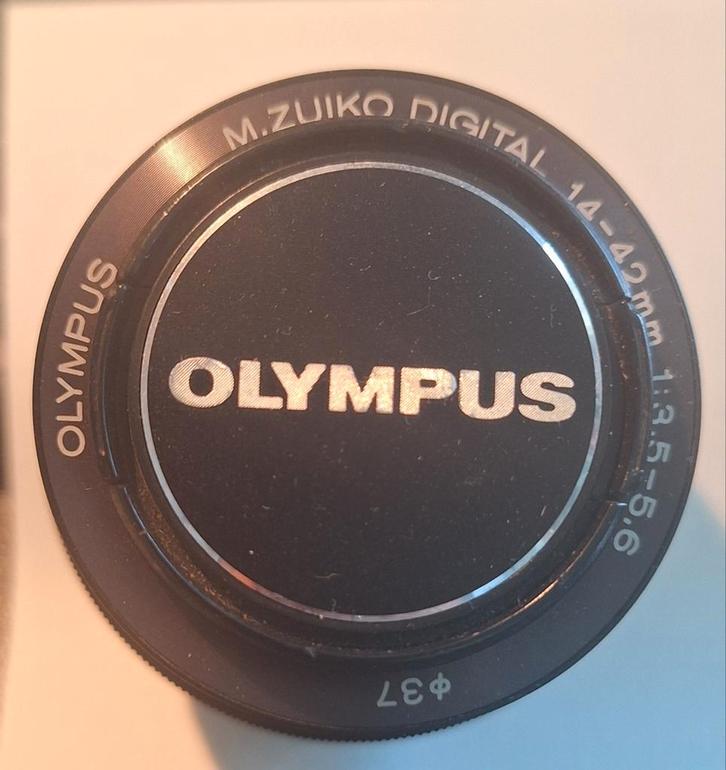 OLYMPUS M.ZUIKO DIGITAL 14-42mm 1:3.5-5.6
OLYMPUS
φ37